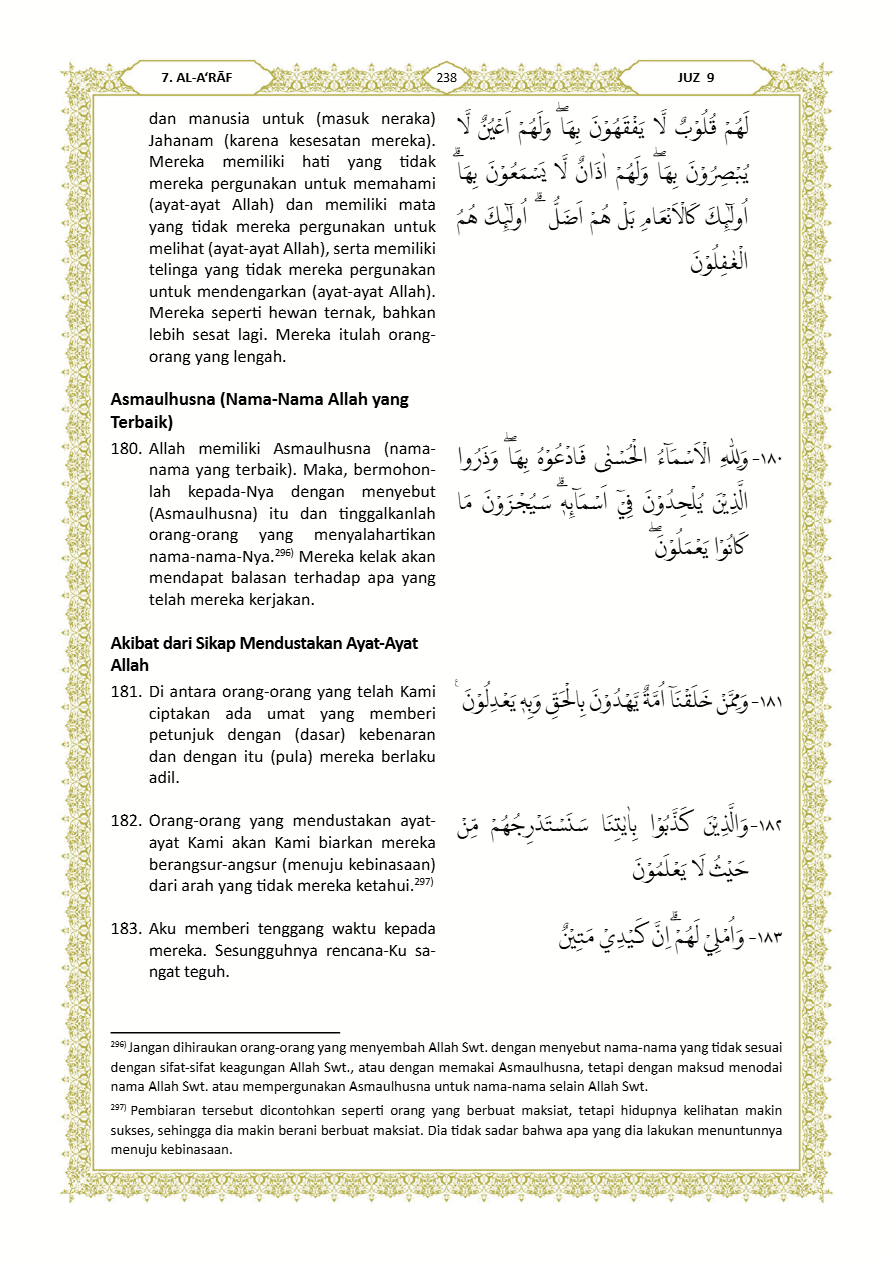 7. AL-A‘RĀF
238
JUZ 9
dan manusia untuk (masuk neraka)
Jahanam (karena kesesatan mereka).
Mereka memiliki hati yang tidak
mereka pergunakan untuk memahami
(ayat-ayat Allah) dan memiliki mata
yang tidak mereka pergunakan untuk
melihat (ayat-ayat Allah), serta memiliki
telinga yang tidak mereka pergunakan
untuk mendengarkan (ayat-ayat Allah).
Mereka seperti hewan ternak, bahkan
lebih sesat lagi. Mereka itulah orang-
orang yang lengah.
لَهُمْ قُلُوْبٌ لَّا يَفْقَهُوْنَ بِهَاۖ وَلَهُمْ اَعْيُنٌ لَّا
يُبْصِرُوْنَ بِهَاۖ وَلَهُمْ اٰذَانٌ لَّا يَسْمَعُوْنَ بِهَاۗ
اُولٰۤىِٕكَ كَالْاَنْعَامِ بَلْ هُمْ اَضَلُّ ۗ اُولٰۤىِٕكَ هُمُ
الْغٰفِلُوْنَ
Asmaulhusna (Nama-Nama Allah yang
Terbaik)
180. Allah memiliki Asmaulhusna (nama-
nama yang terbaik). Maka, bermohon-
lah kepada-Nya dengan menyebut
(Asmaulhusna) itu dan tinggalkanlah
orang-orang yang menyalahartikan
nama-nama-Nya.296) Mereka kelak akan
mendapat balasan terhadap apa yang
telah mereka kerjakan.
١٨٠- وَلِلّٰهِ الْاَسْمَاۤءُ الْحُسْنٰى فَادْعُوْهُ بِهَاۖ وَذَرُوا
الَّذِيْنَ يُلْحِدُوْنَ فِيْٓ اَسْمَاۤىِٕهٖۗ سَيُجْزَوْنَ مَا
كَانُوْا يَعْمَلُوْنَۖ
Akibat dari Sikap Mendustakan Ayat-Ayat
Allah
181. Di antara orang-orang yang telah Kami
ciptakan ada umat yang memberi
petunjuk dengan (dasar) kebenaran
dan dengan itu (pula) mereka berlaku
adil.
١٨١- وَمِمَّنْ خَلَقْنَآ اُمَّةٌ يَّهْدُوْنَ بِالْحَقِّ وَبِهٖ يَعْدِلُوْنَ ࣖ
182. Orang-orang yang mendustakan ayat-
ayat Kami akan Kami biarkan mereka
berangsur-angsur (menuju kebinasaan)
dari arah yang tidak mereka ketahui.297)
١٨٢- وَالَّذِيْنَ كَذَّبُوْا بِاٰيٰتِنَا سَنَسْتَدْرِجُهُمْ مِّنْ
حَيْثُ لَا يَعْلَمُوْنَ
183. Aku memberi tenggang waktu kepada
mereka. Sesungguhnya rencana-Ku sa-
ngat teguh.
١٨٣- وَاُمْلِيْ لَهُمْۗ اِنَّ كَيْدِيْ مَتِيْنٌ
296) Jangan dihiraukan orang-orang yang menyembah Allah Swt. dengan menyebut nama-nama yang tidak sesuai
dengan sifat-sifat keagungan Allah Swt., atau dengan memakai Asmaulhusna, tetapi dengan maksud menodai
nama Allah Swt. atau mempergunakan Asmaulhusna untuk nama-nama selain Allah Swt.
297) Pembiaran tersebut dicontohkan seperti orang yang berbuat maksiat, tetapi hidupnya kelihatan makin
sukses, sehingga dia makin berani berbuat maksiat. Dia tidak sadar bahwa apa yang dia lakukan menuntunnya
menuju kebinasaan.